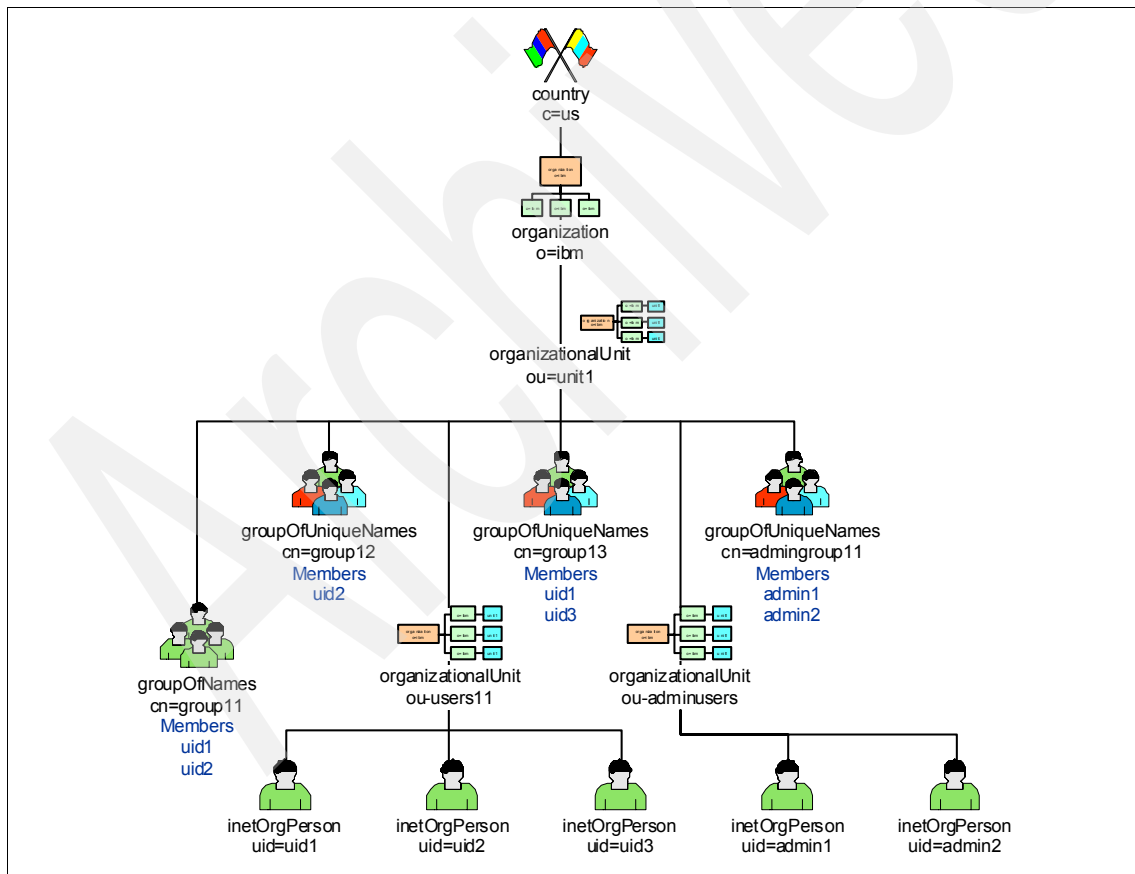 country
c=us
organization
o=ibm
organization
o=ibm
organizationalUnit
ou=unit1
groupOfUniqueNames
cn=group12
Members
uid2
groupOfUniqueNames
cn=group13
Members
uid1
uid3
groupOfUniqueNames
cn=admingroup11
Members
admin1
admin2
groupOfNames
cn=group11
Members
uid1
uid2
organizationalUnit
ou-users11
organizationalUnit
ou-adminusers
inetOrgPerson
uid=uid1
inetOrgPerson
uid=uid2
inetOrgPerson
uid=uid3
inetOrgPerson
uid=admin1
inetOrgPerson
uid=admin2